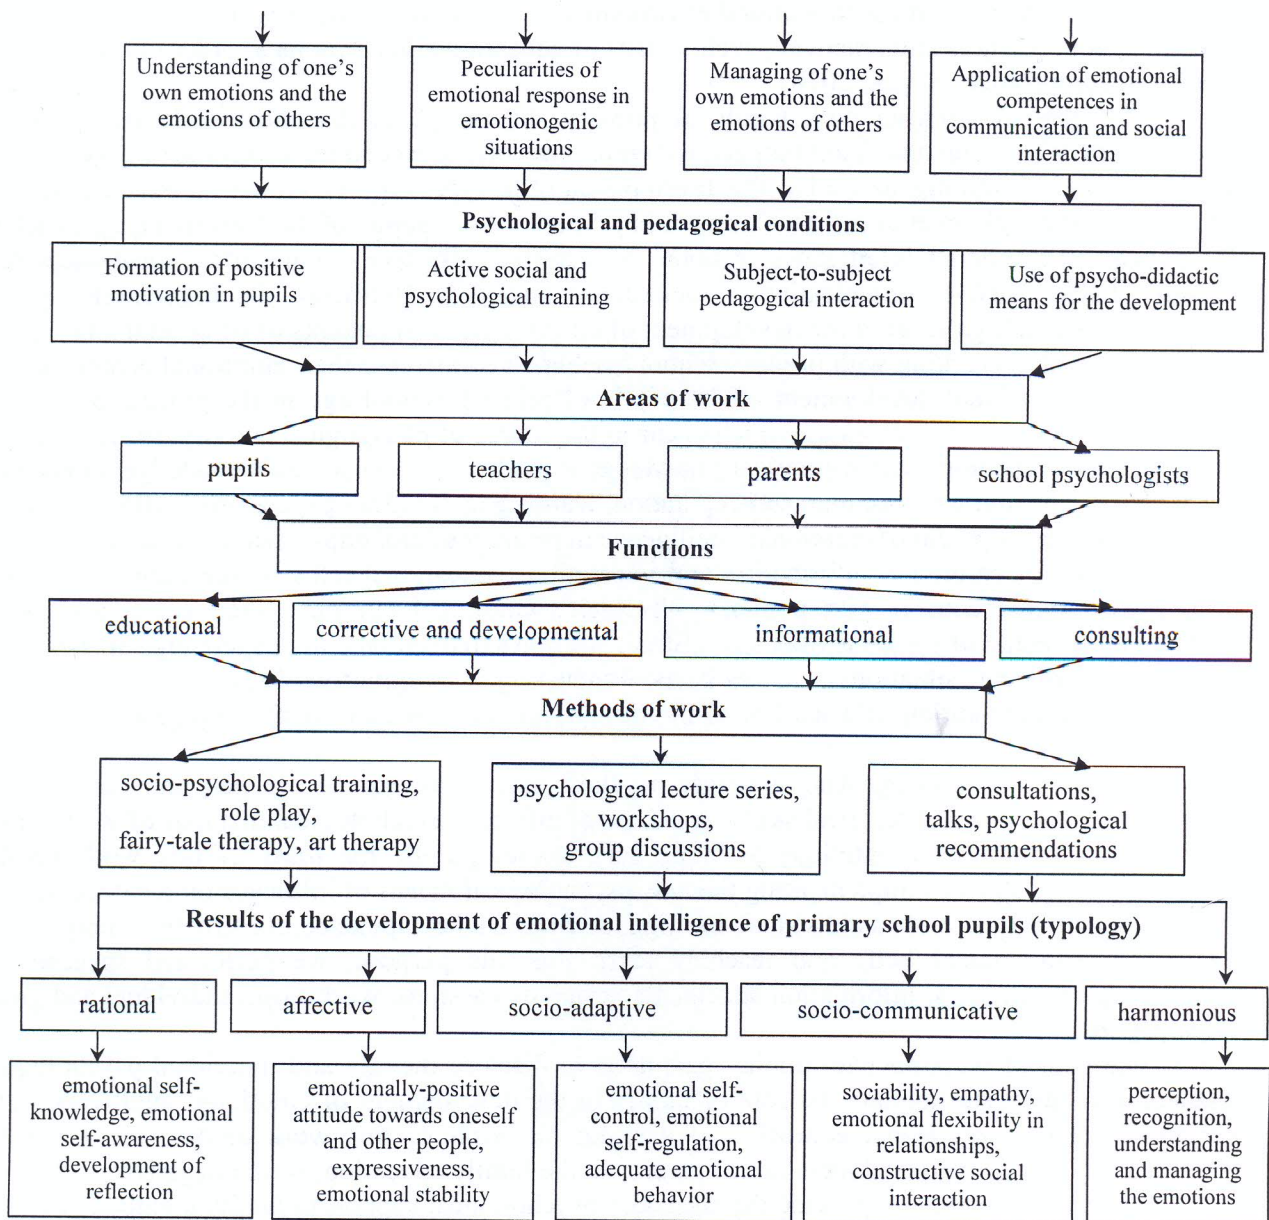 Understanding of one's
own emotions and the
emotions of others
Peculiarities of
emotional response in
emotionogenic
situations
Managing of one's
own emotions and the
emotions of others
Application of emotional
competences in
communication and social
interaction
Psychological and pedagogical conditions
Formation of positive
motivation in pupils
Active social and
psychological training
Subject-to-subject
pedagogical interaction
Use of psycho-didactic
means for the development
Areas of work
pupils
teachers
parents
school psychologists
Functions
educational
corrective and developmental
informational
consulting
Methods of work
socio-psychological training,
role play,
fairy-tale therapy, art therapy
psychological lecture series,
workshops,
group discussions
consultations,
talks, psychological
recommendations
Results of the development of emotional intelligence of primary school pupils (typology)
rational
affective
socio-adaptive
socio-communicative
harmonious
emotional self-
knowledge, emotional
self-awareness,
development of
reflection
emotionally-positive
attitude towards oneself
and other people,
expressiveness,
emotional stability
emotional self-
control, emotional
self-regulation,
adequate emotional
behavior
sociability, empathy,
emotional flexibility in
relationships,
constructive social
interaction
perception,
recognition,
understanding
and managing
the emotions